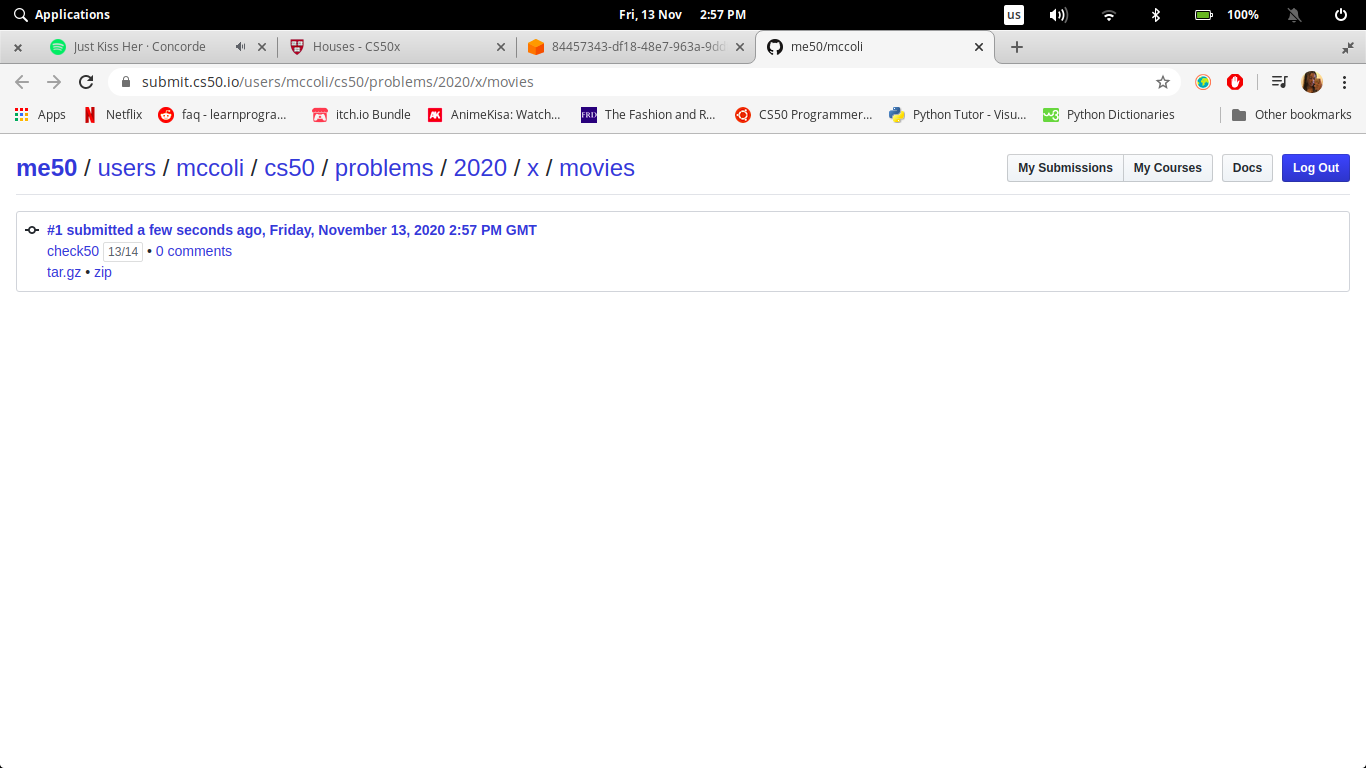 Applications Fri, 13 Nov 2:57 PM us 100%
Just Kiss Her · Concorde Houses - CS50x 84457343-df18-48e7-963a-9dd me50/mccoli
submit.cs50.io/users/mccoli/cs50/problems/2020/x/movies
Apps Netflix faq - learnprogra... itch.io Bundle AK AnimeKisa: Watch... FRI The Fashion and R... CS50 Programmer... Python Tutor - Visu... Python Dictionaries Other bookmarks
me50 / users / mccoli / cs50 / problems / 2020 / x / movies My Submissions My Courses Docs Log Out
#1 submitted a few seconds ago, Friday, November 13, 2020 2:57 PM GMT
check50 13/14 • 0 comments
tar.gz • zip